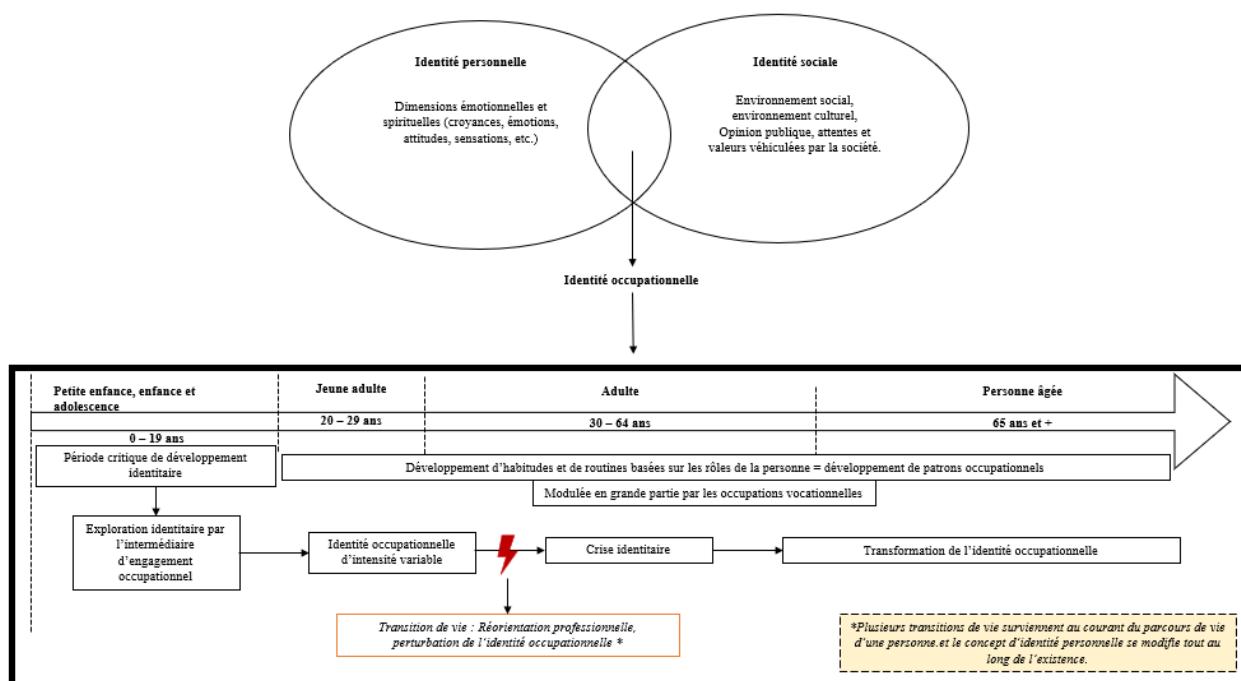 Identité personnelle
Dimensions émotionnelles et
spirituelles (croyances, émotions,
attitudes, sensations, etc.)
Identité sociale
Environnement social,
environnement culturel,
Opinion publique, attentes et
valeurs véhiculées par la société.
Identité occupationnelle
Petite enfance, enfance et
adolescence
Jeune adulte
Adulte
Personne âgée
0 – 19 ans
20 – 29 ans
30 – 64 ans
65 ans et +
Période critique de développement
identitaire
Développement d'habitudes et de routines basées sur les rôles de la personne = développement de patrons occupationnels
Modulée en grande partie par les occupations vocationnelles
Exploration identitaire par
l'intermédiaire
d'engagement
occupationnel
Identité occupationnelle
d'intensité variable
Crise identitaire
Transformation de l'identité occupationnelle
Transition de vie : Réorientation professionnelle,
perturbation de l'identité occupationnelle *
*Plusieurs transitions de vie surviennent au courant du parcours de vie
d'une personne.et le concept d'identité personnelle se modifie tout au
long de l'existence.